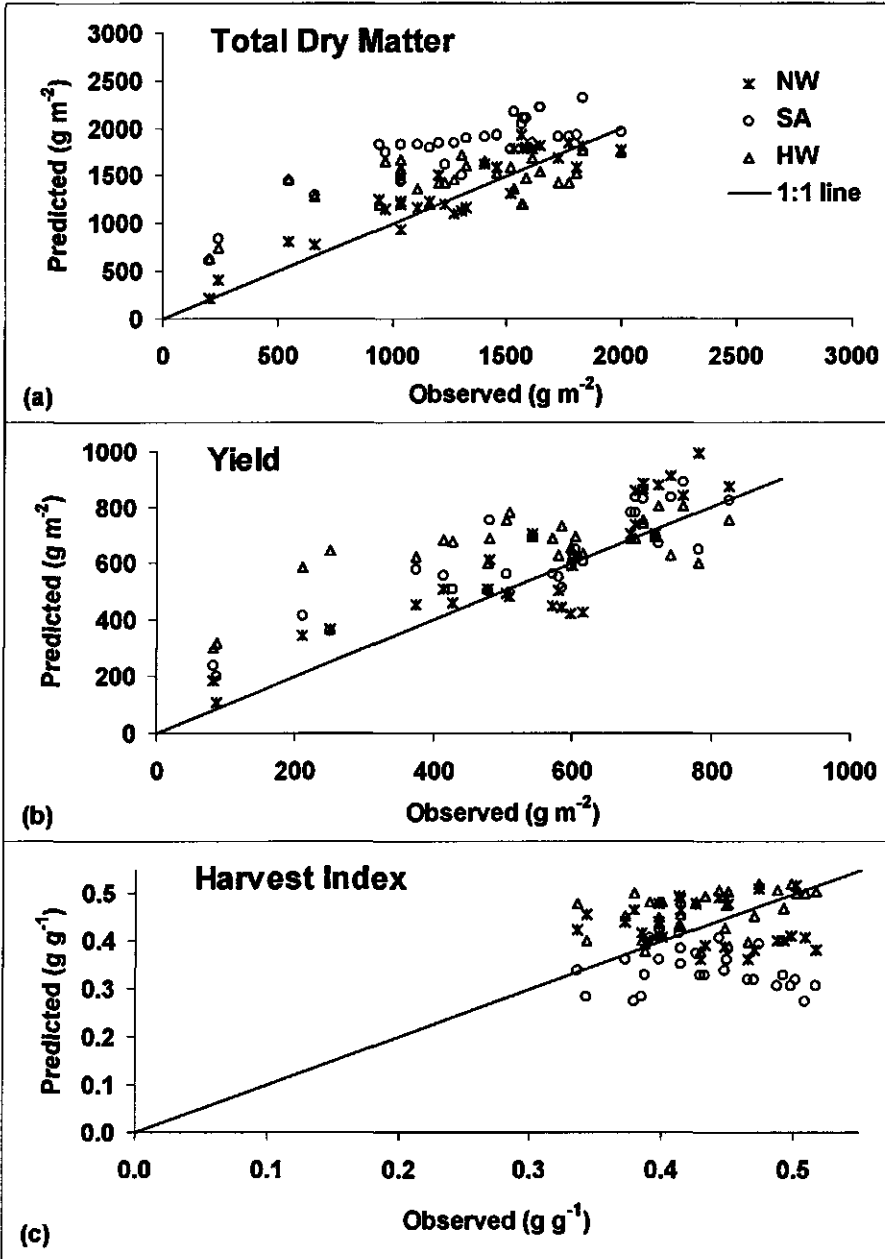 Total Dry Matter
3000
2500
2000
1500
1000
500
0
Predicted (g m⁻²)
NW
SA
HW
1:1 line
0 500 1000 1500 2000 2500 3000
Observed (g m⁻²)
(a)
Yield
1000
800
600
400
200
0
Predicted (g m⁻²)
0 200 400 600 800 1000
Observed (g m⁻²)
(b)
Harvest Index
0.5
0.4
0.3
0.2
0.1
0.0
Predicted (g g⁻¹)
0.0 0.1 0.2 0.3 0.4 0.5
Observed (g g⁻¹)
(c)